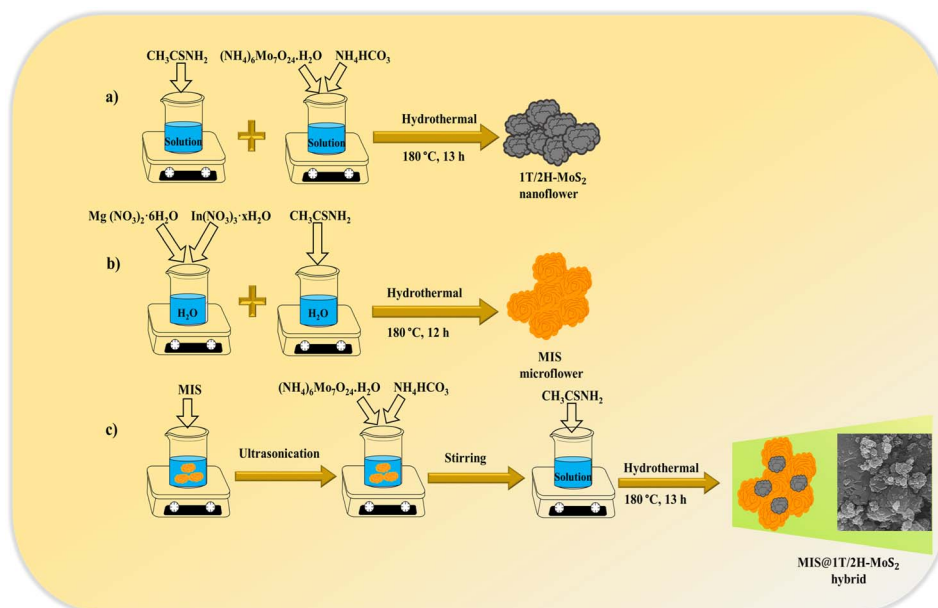 CH₃CSNH₂
(NH₄)₆Mo₇O₂₄.H₂O NH₄HCO₃
a)
Solution
Solution
Hydrothermal
180 °C, 13 h
1T/2H-MoS₂
nanoflower
Mg (NO₃)₂·6H₂O In(NO₃)₃·xH₂O CH₃CSNH₂
b)
H₂O
H₂O
Hydrothermal
180 °C, 12 h
MIS
microflower
MIS
(NH₄)₆Mo₇O₂₄.H₂O NH₄HCO₃
CH₃CSNH₂
c)
Ultrasonication
Stirring
Solution
Hydrothermal
180 °C, 13 h
MIS@1T/2H-MoS₂
hybrid